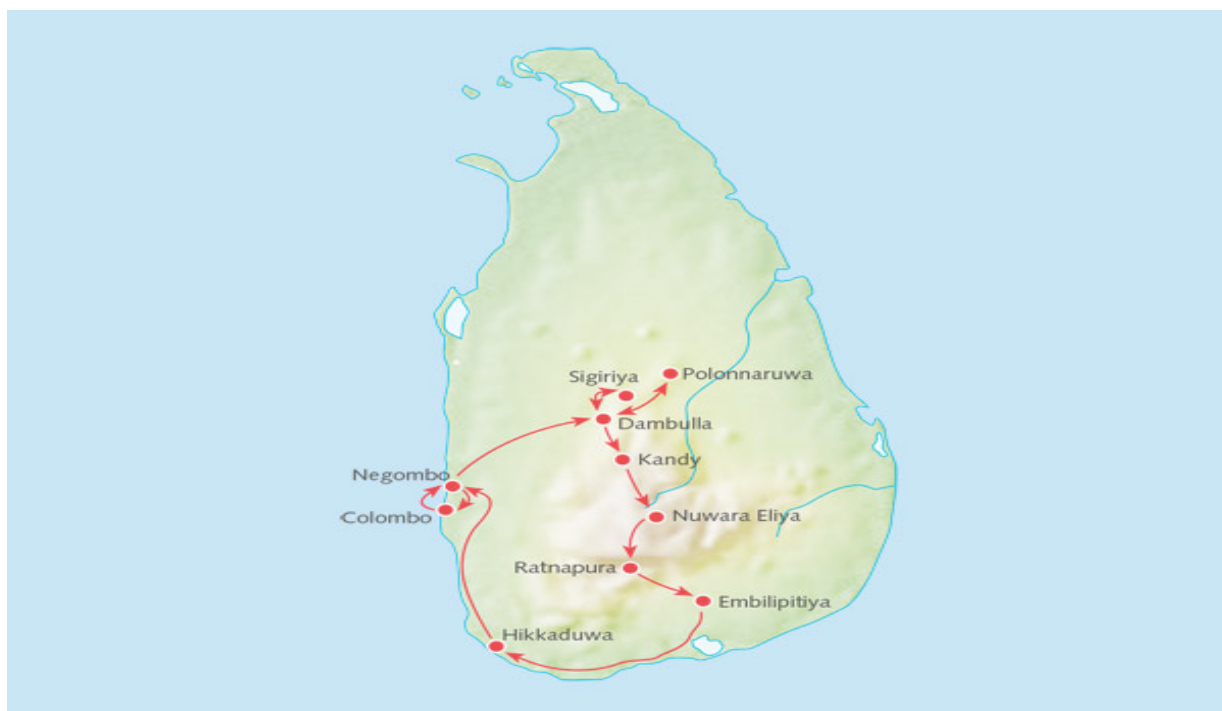 Polonnaruwa
Sigiriya
Dambulla
Kandy
Negombo
Colombo
Nuwara Eliya
Ratnapura
Embilipitiya
Hikkaduwa